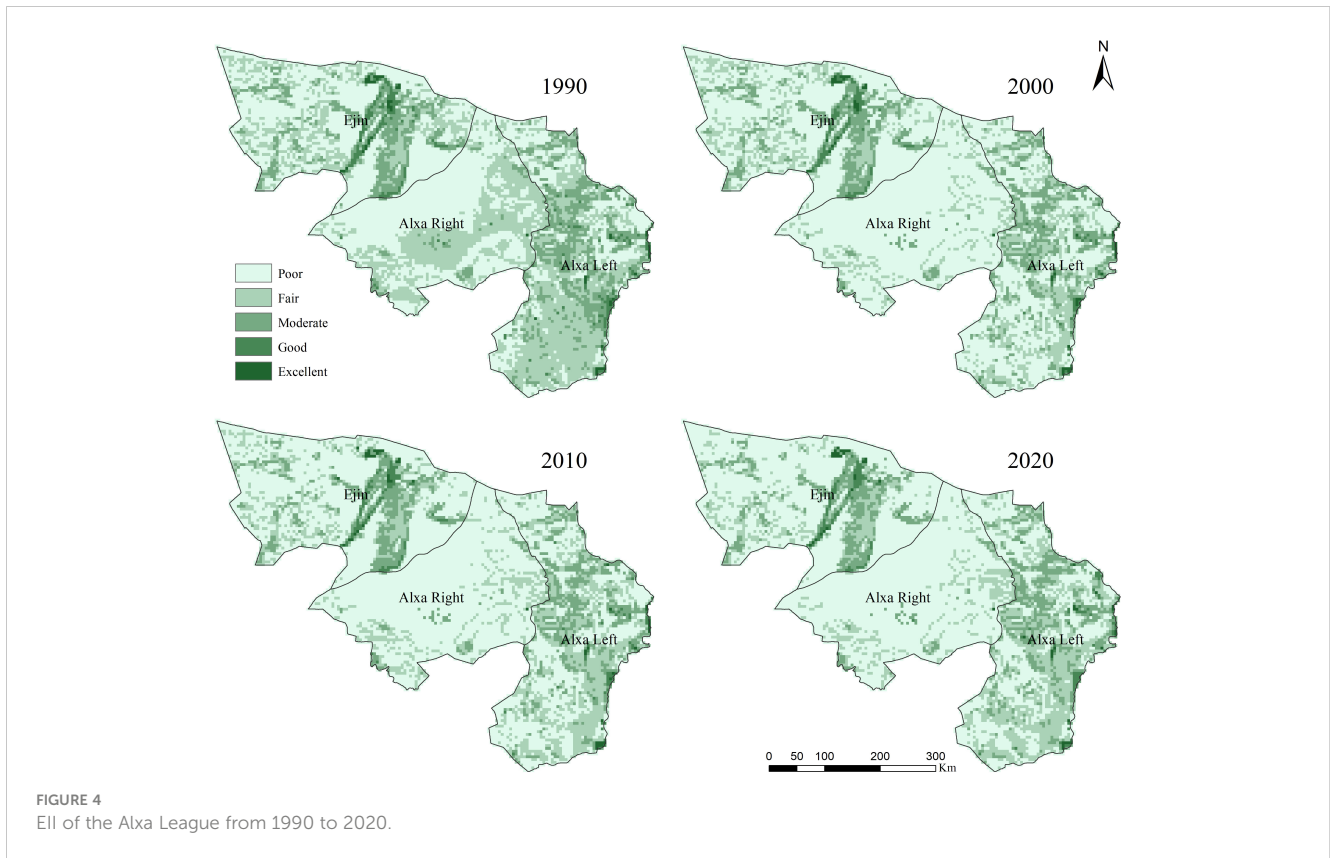 1990
Ejin
Alxa Right
Alxa Left
2000
N
Ejin
Alxa Right
Alxa Left
Poor
Fair
Moderate
Good
Excellent
2010
Ejin
Alxa Right
Alxa Left
2020
Ejin
Alxa Right
Alxa Left
0 50 100 200 300
Km
FIGURE 4
EII of the Alxa League from 1990 to 2020.